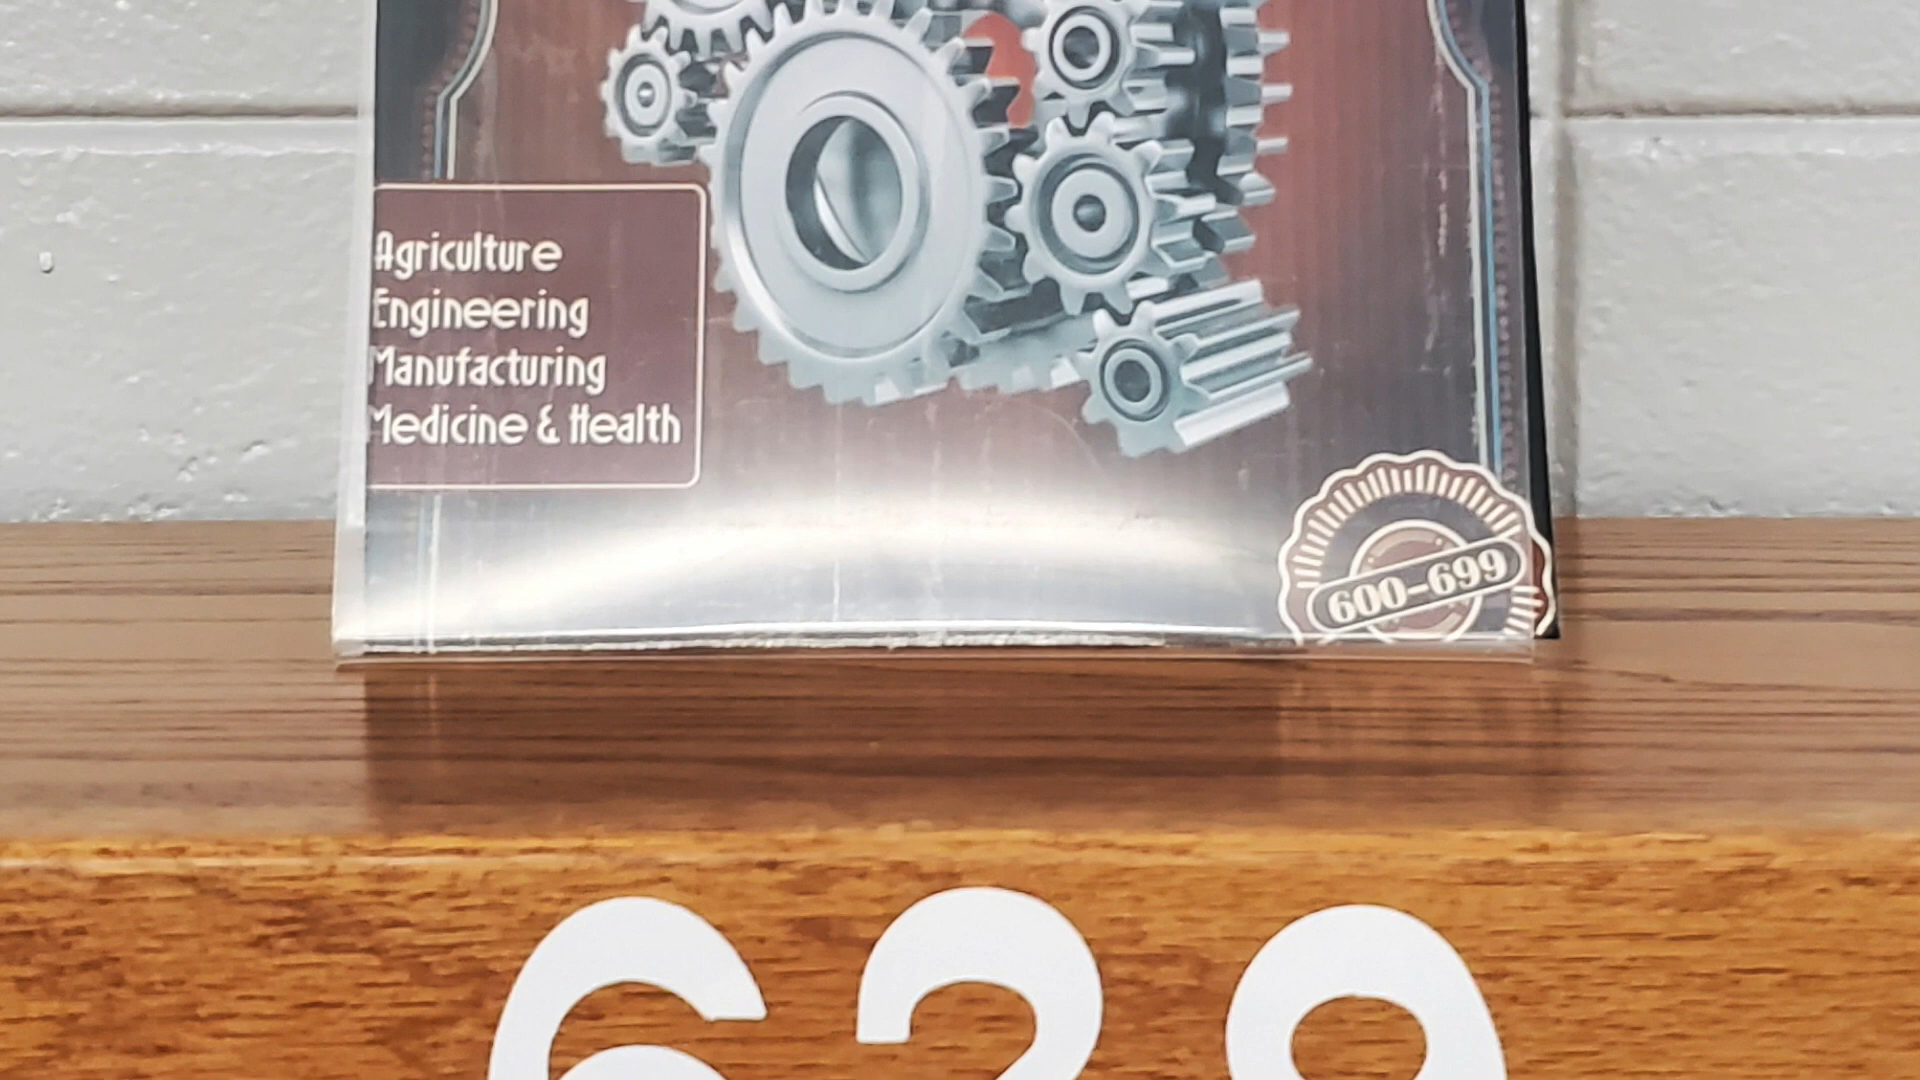 Agriculture
Engineering
Manufacturing
Medicine & Health
600-699